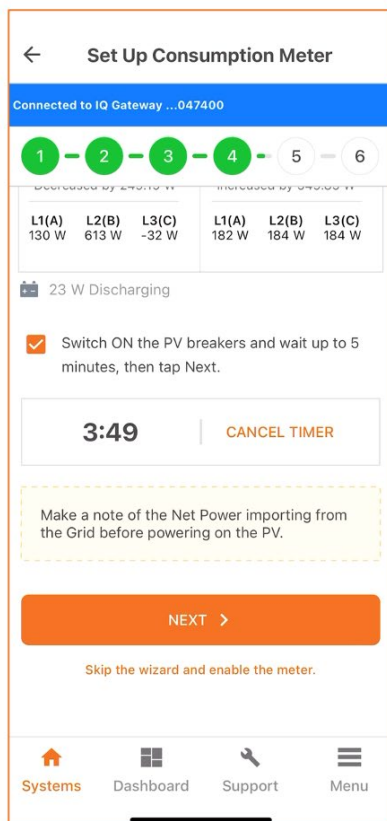 Set Up Consumption Meter
Connected to IQ Gateway ...047400
1 2 3 4 5 6
L1(A) L2(B) L3(C) L1(A) L2(B) L3(C)
130 W 613 W -32 W 182 W 184 W 184 W
23 W Discharging
Switch ON the PV breakers and wait up to 5
minutes, then tap Next.
3:49 CANCEL TIMER
Make a note of the Net Power importing from
the Grid before powering on the PV.
NEXT
Skip the wizard and enable the meter.
Systems Dashboard Support Menu